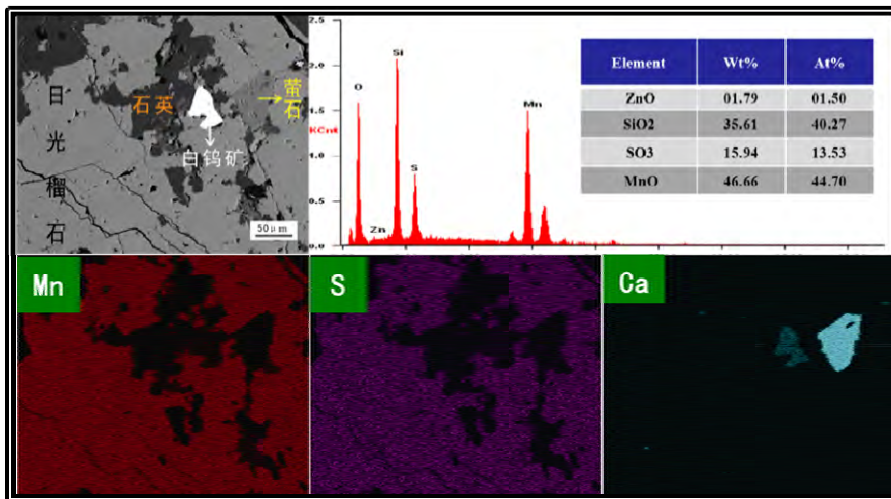 日光榴石
石英
萤石
白钨矿
50μm
2.5
2.0
1.5
KCnt
1.0
0.5
0.0
O
Si
S
Zn
Mn
Element Wt% At%
ZnO 01.79 01.50
SiO2 35.61 40.27
SO3 15.94 13.53
MnO 46.66 44.70
Mn
S
Ca